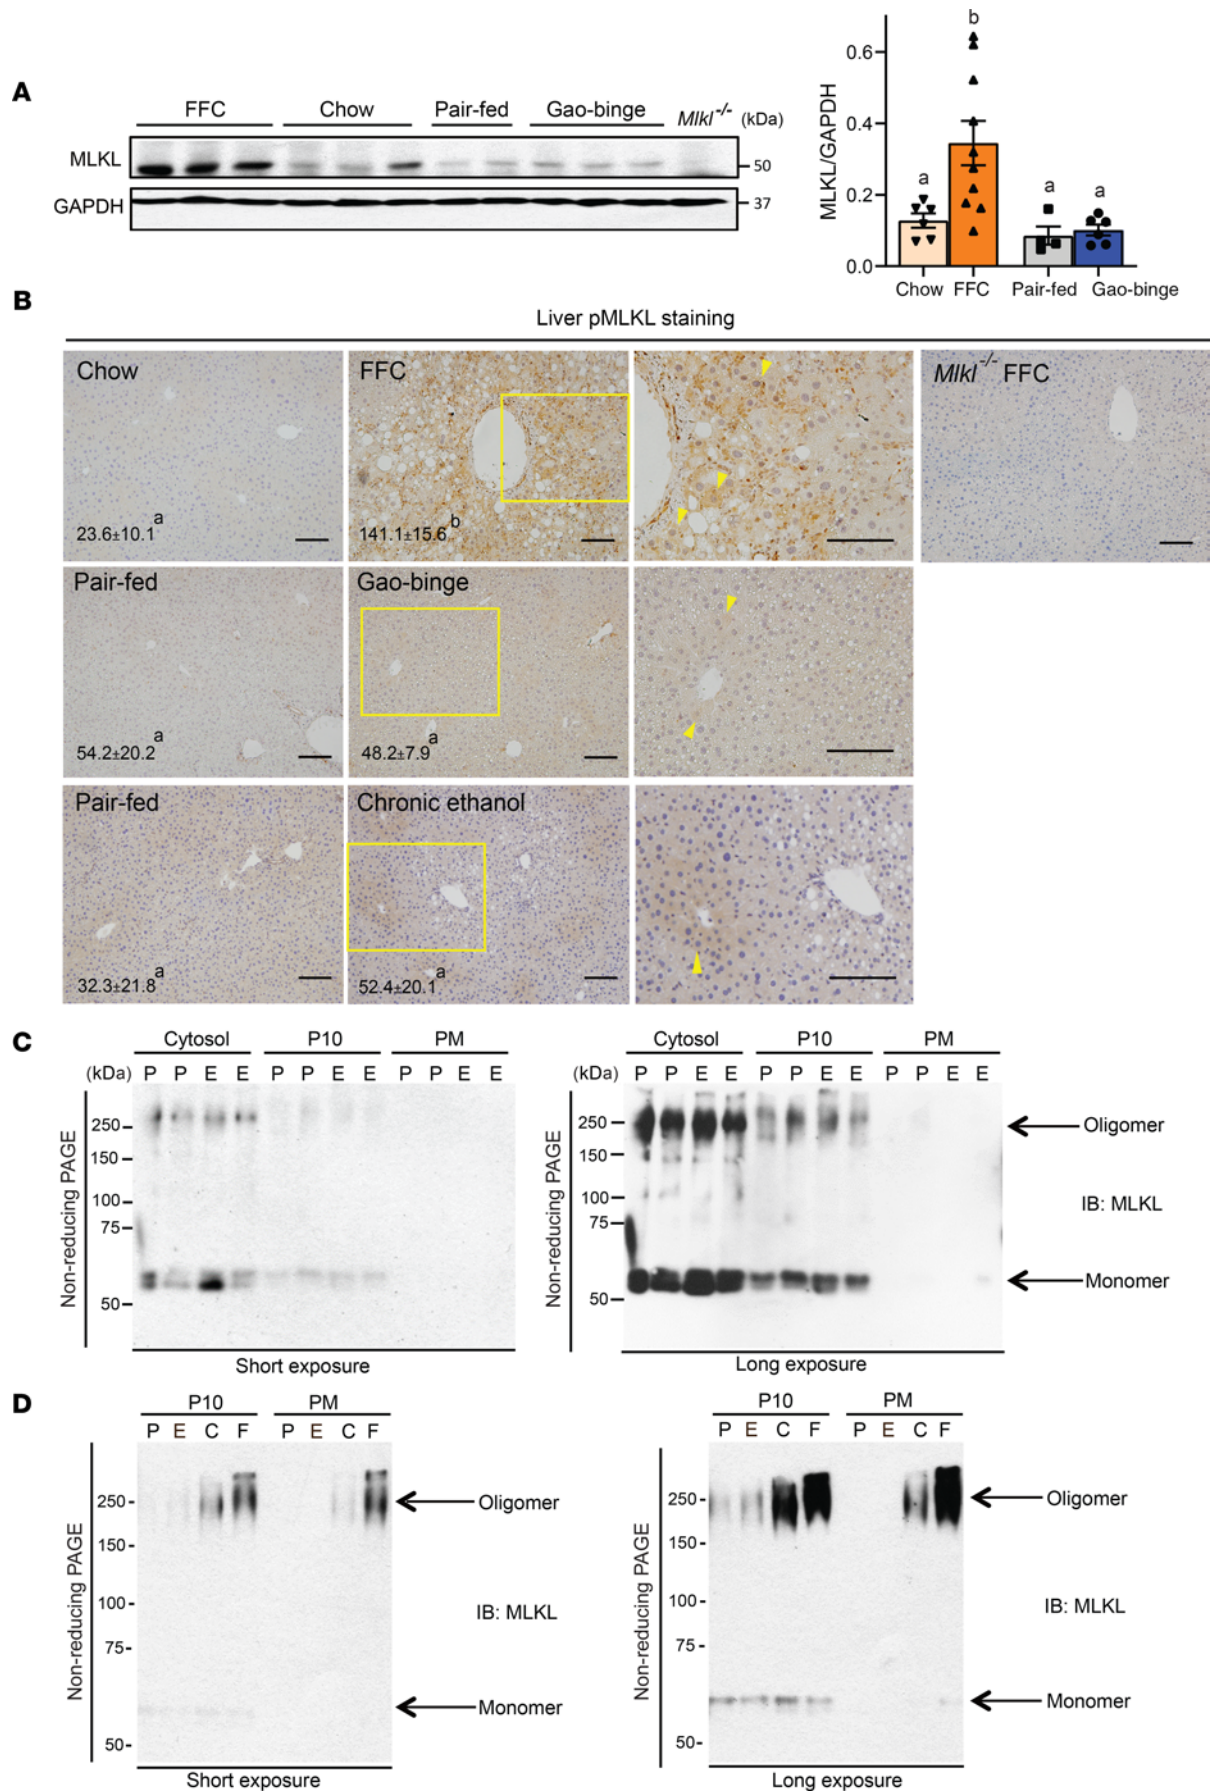 A
FFC Chow Pair-fed Gao-binge Mlkl-/- (kDa)
MLKL
50
GAPDH
37
MLKL/GAPDH
0.6
0.4
0.2
0.0
a b a a
Chow FFC Pair-fed Gao-binge
B
Liver pMLKL staining
Chow
23.6±10.1a
FFC
141.1±15.6b
Mlkl-/- FFC
Pair-fed
54.2±20.2a
Gao-binge
48.2±7.9a
Pair-fed
32.3±21.8a
Chronic ethanol
52.4±20.1a
C
Cytosol P10 PM
(kDa) P P E E P P E E P P E E
Non-reducing PAGE
250
150
100
75
50
Short exposure
Cytosol P10 PM
(kDa) P P E E P P E E P P E E
Non-reducing PAGE
250
150
100
75
50
Oligomer
IB: MLKL
Monomer
Long exposure
D
P10 PM
P E C F P E C F
Non-reducing PAGE
250
150
100
75
50
Oligomer
IB: MLKL
Monomer
Short exposure
P10 PM
P E C F P E C F
Non-reducing PAGE
250
150
100
75
50
Oligomer
IB: MLKL
Monomer
Long exposure